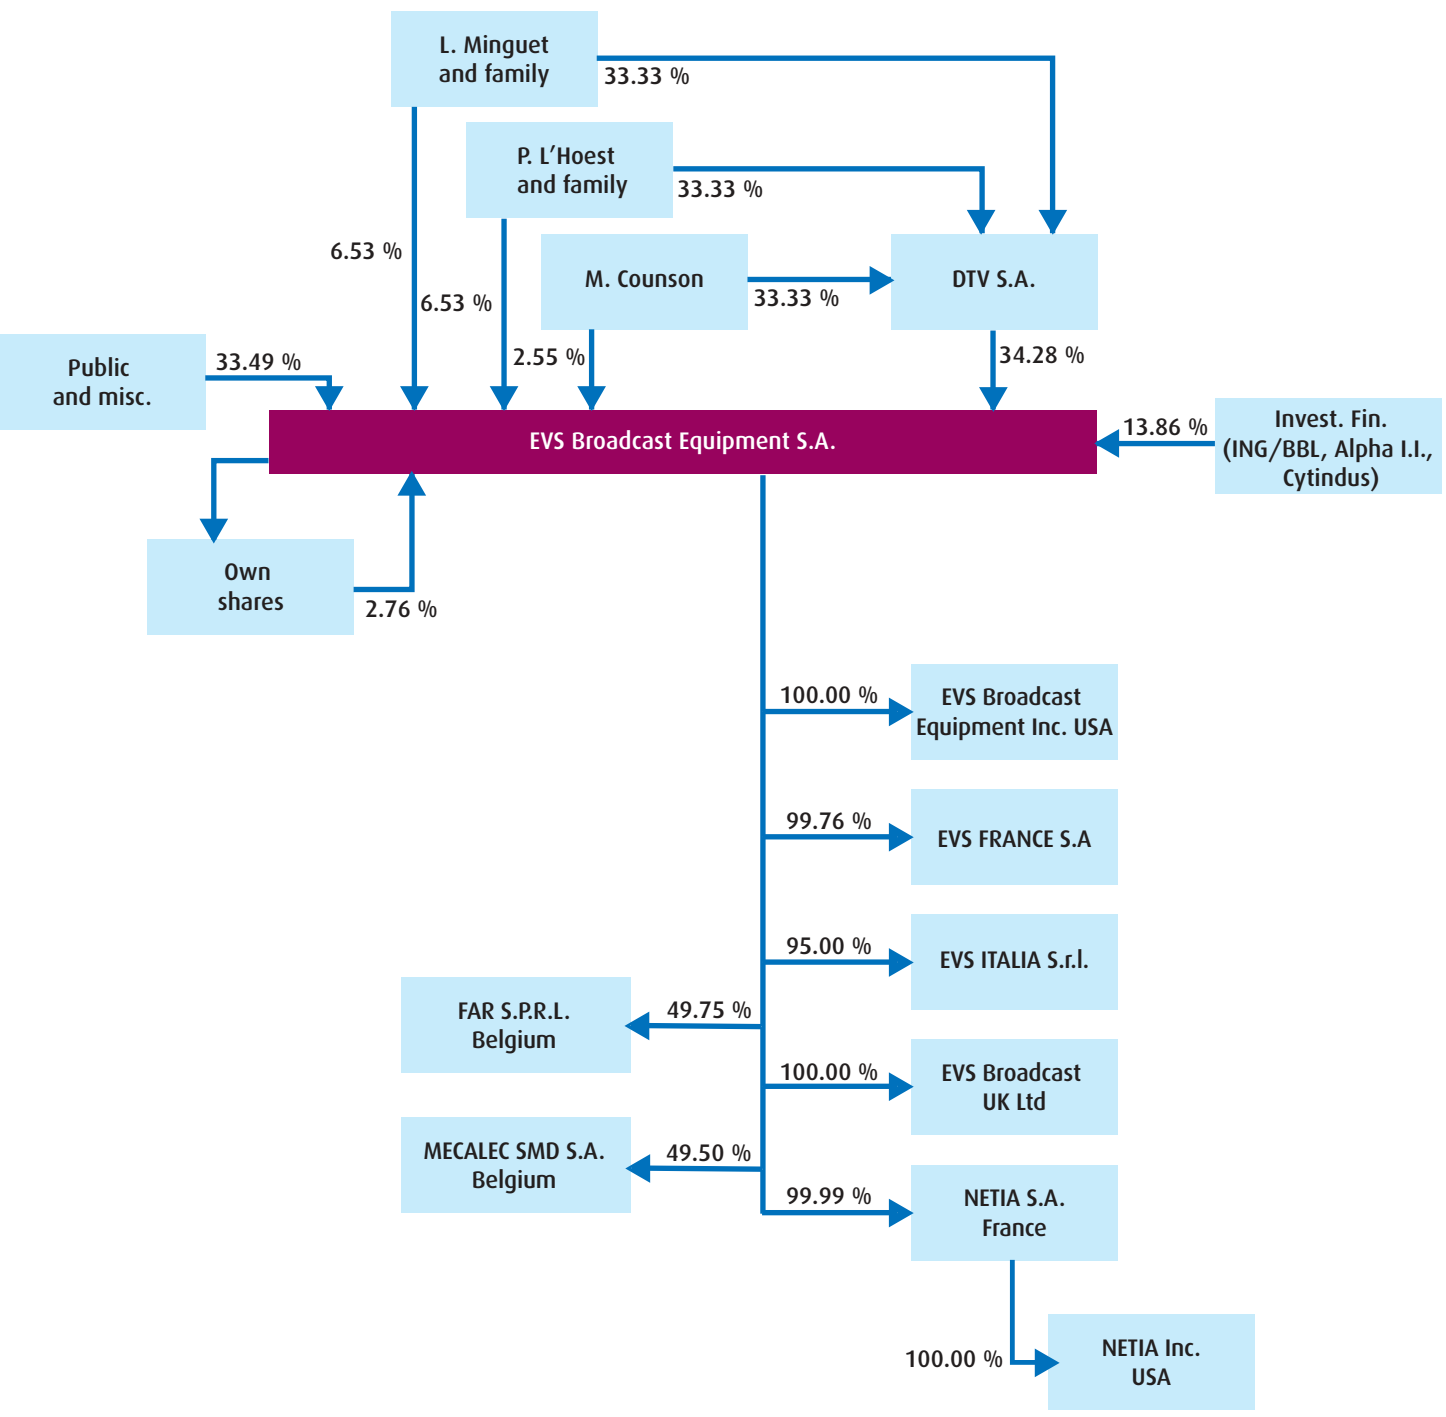 L. Minguet
and family
33.33 %
P. L’Hoest
and family
33.33 %
6.53 %
M. Counson
DTV S.A.
33.33 %
6.53 %
Public
and misc.
33.49 %
2.55 %
34.28 %
EVS Broadcast Equipment S.A.
13.86 %
Invest. Fin.
(ING/BBL, Alpha I.I.,
Cytindus)
Own
shares
2.76 %
100.00 %
EVS Broadcast
Equipment Inc. USA
99.76 %
EVS FRANCE S.A
95.00 %
EVS ITALIA S.r.l.
FAR S.P.R.L.
Belgium
49.75 %
100.00 %
EVS Broadcast
UK Ltd
MECALEC SMD S.A.
Belgium
49.50 %
99.99 %
NETIA S.A.
France
100.00 %
NETIA Inc.
USA